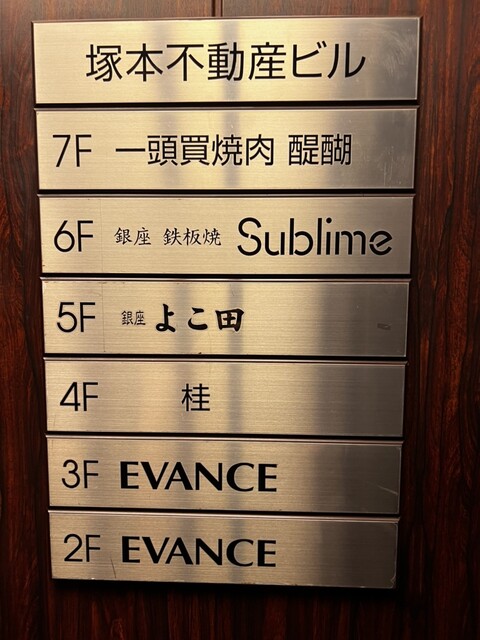 塚本不動産ビル
7F 一頭買焼肉 醍醐
6F 銀座 鉄板焼 Sublime
5F 銀座 よこ田
4F 桂
3F EVANCE
2F EVANCE